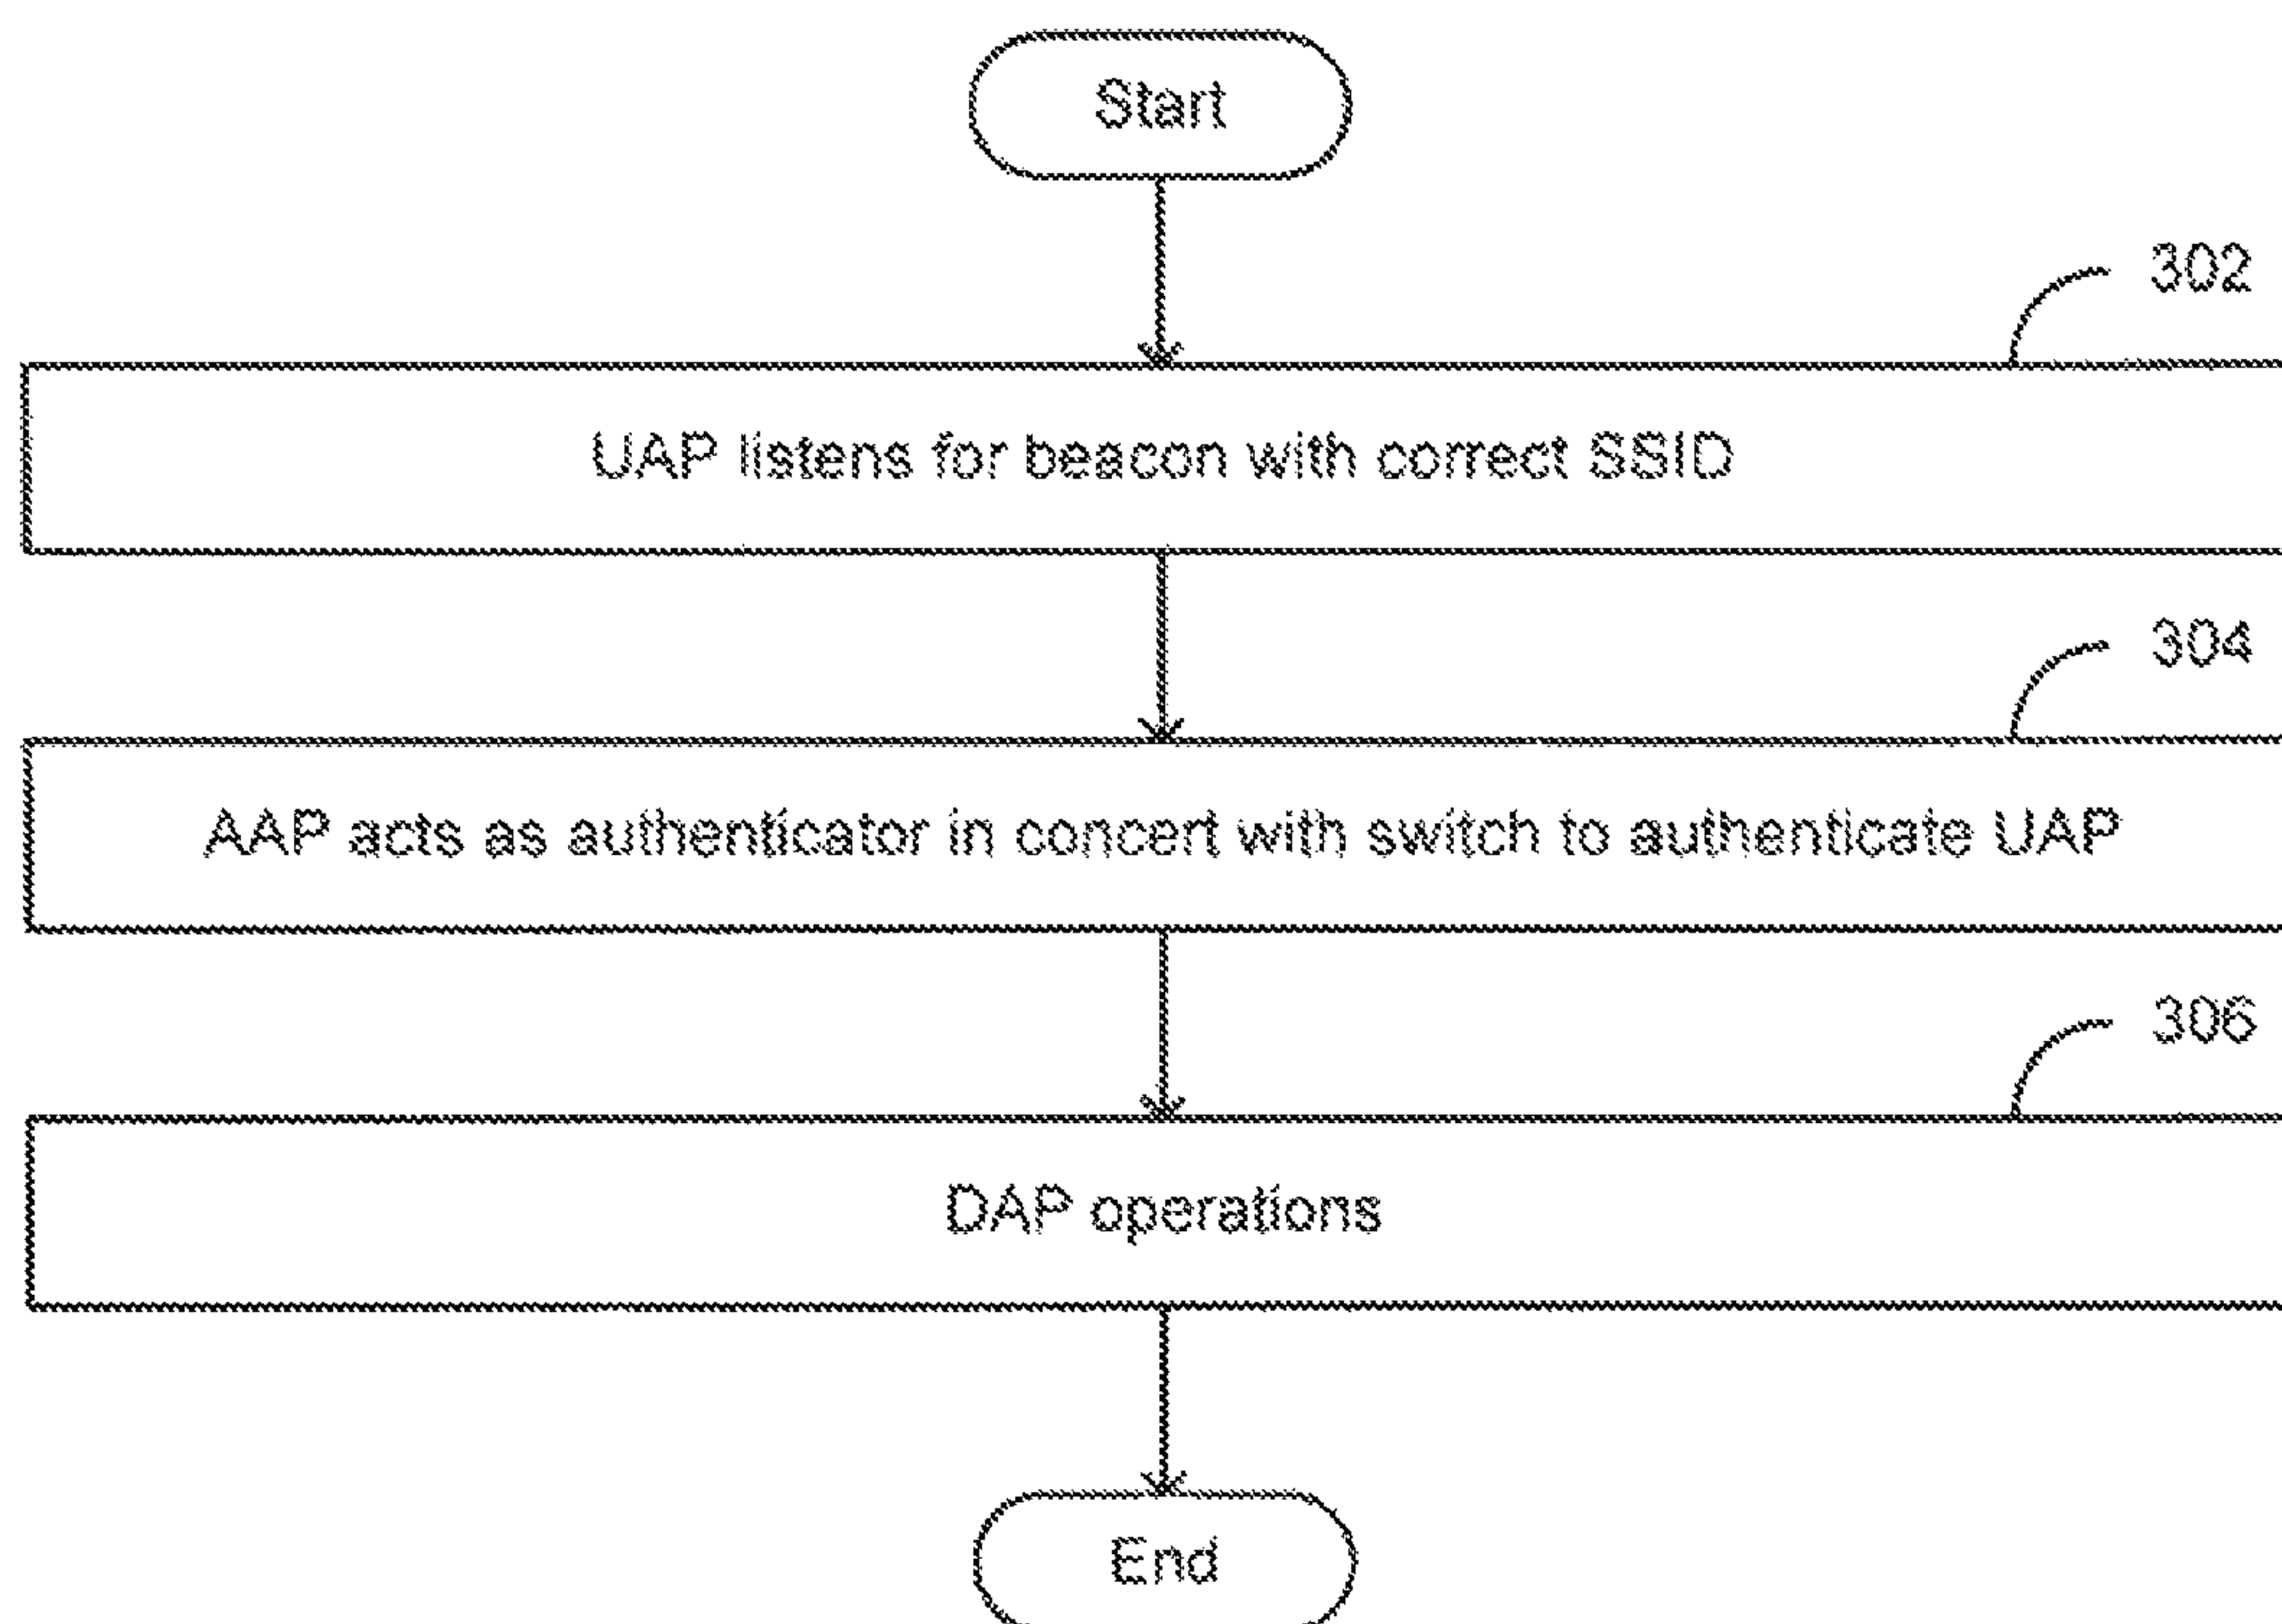 Start
302
UAP listens for beacon with correct SSID
304
AAP acts as authenticator in concert with switch to authenticate UAP
306
DAP operations
End